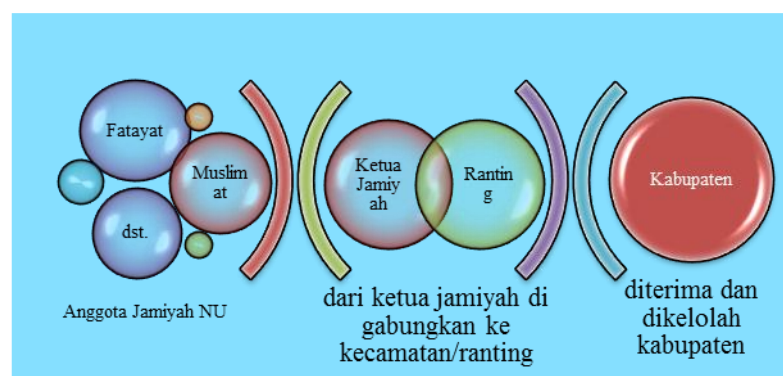 Fatayat
Muslim
at
dst.
Anggota Jamiyah NU
Ketua
Jamiy
ah
Rantin
g
dari ketua jamiyah di
gabungkan ke
kecamatan/ranting
Kabupaten
diterima dan
dikelolah
kabupaten